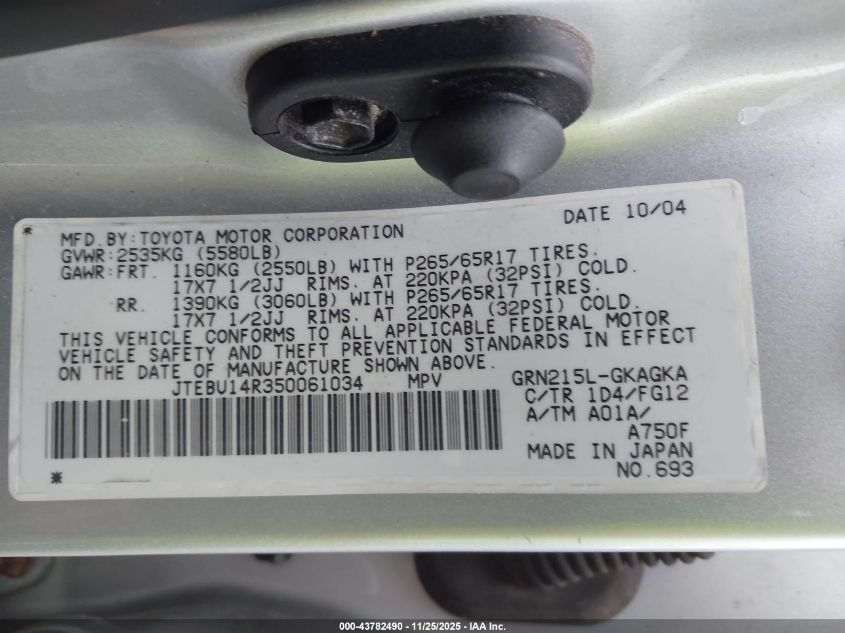 DATE 10/04
MFD.BY:TOYOTA MOTOR CORPORATION
GVWR:2535KG (5580LB)
GAWR:FRT. 1160KG (2550LB) WITH P265/65R17 TIRES.
17X7 1/2JJ RIMS. AT 220KPA (32PSI) COLD.
RR. 1390KG (3060LB) WITH P265/65R17 TIRES.
17X7 1/2JJ RIMS. AT 220KPA (32PSI) COLD.
THIS VEHICLE CONFORMS TO ALL APPLICABLE FEDERAL MOTOR
VEHICLE SAFETY AND THEFT PREVENTION STANDARDS IN EFFECT
ON THE DATE OF MANUFACTURE SHOWN ABOVE.
JTEBU14R350061034 MPV GRN215L-GKAGKA
C/TR 1D4/FG12
A/TM A01A/
A750F
MADE IN JAPAN
NO.693
000-43782490 - 11/25/2025 - IAA Inc.